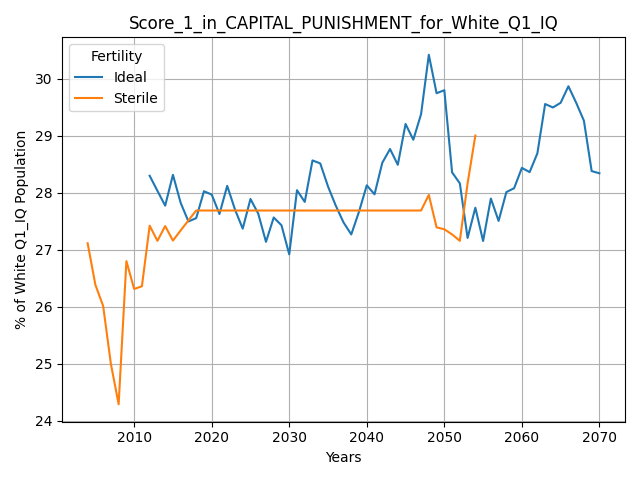 Score_1_in_CAPITAL_PUNISHMENT_for_White_Q1_IQ
Fertility
Ideal
Sterile
% of White Q1_IQ Population
30
29
28
27
26
25
24
2010 2020 2030 2040 2050 2060 2070
Years